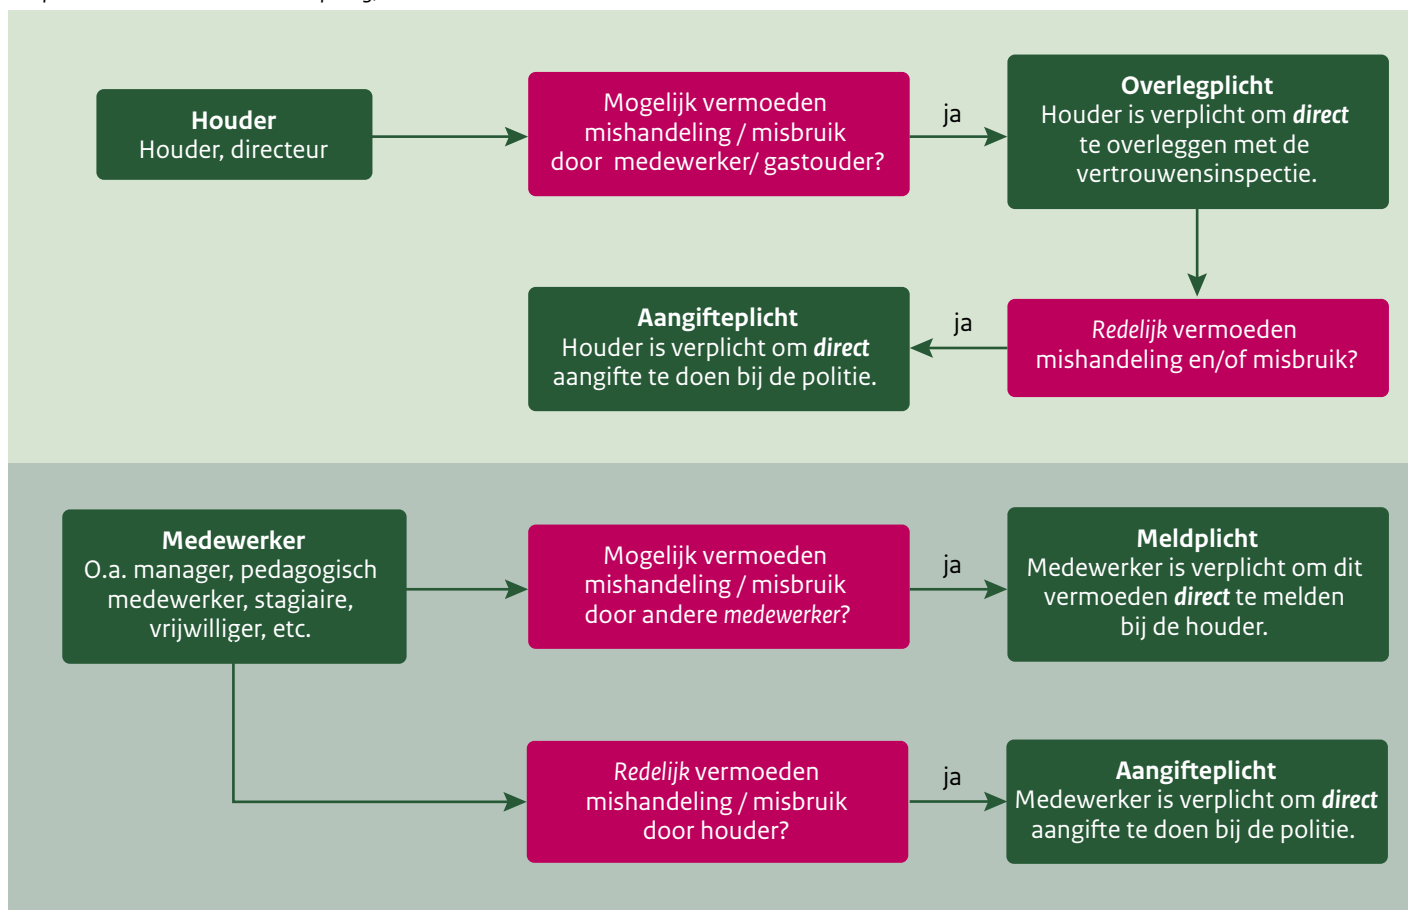 Houder
Houder, directeur
Mogelijk vermoeden
mishandeling / misbruik
door medewerker/ gastouder?
ja
Overlegplicht
Houder is verplicht om direct
te overleggen met de
vertrouwensinspectie.
Aangifteplicht
Houder is verplicht om direct
aangifte te doen bij de politie.
ja
Redelijk vermoeden
mishandeling en/of misbruik?
Medewerker
O.a. manager, pedagogisch
medewerker, stagiaire,
vrijwilliger, etc.
Mogelijk vermoeden
mishandeling / misbruik
door andere medewerker?
ja
Meldplicht
Medewerker is verplicht om dit
vermoeden direct te melden
bij de houder.
Redelijk vermoeden
mishandeling / misbruik
door houder?
ja
Aangifteplicht
Medewerker is verplicht om direct
aangifte te doen bij de politie.